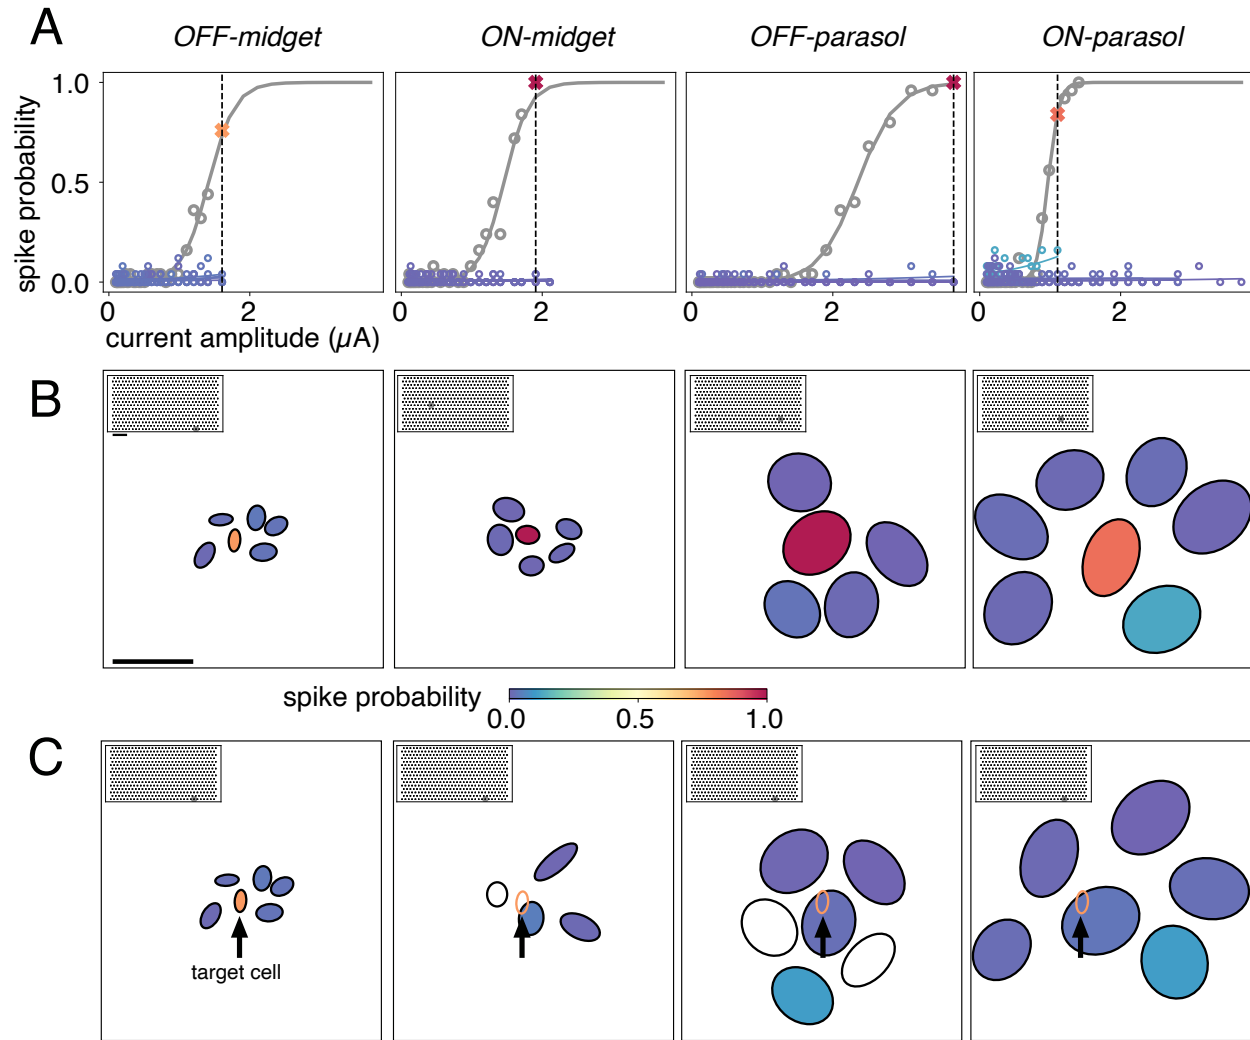 A
OFF-midget
ON-midget
OFF-parasol
ON-parasol
spike probability
1.0
0.5
0.0
0
2
0
2
0
2
0
2
current amplitude (µA)
B
spike probability
0.0
0.5
1.0
C
target cell